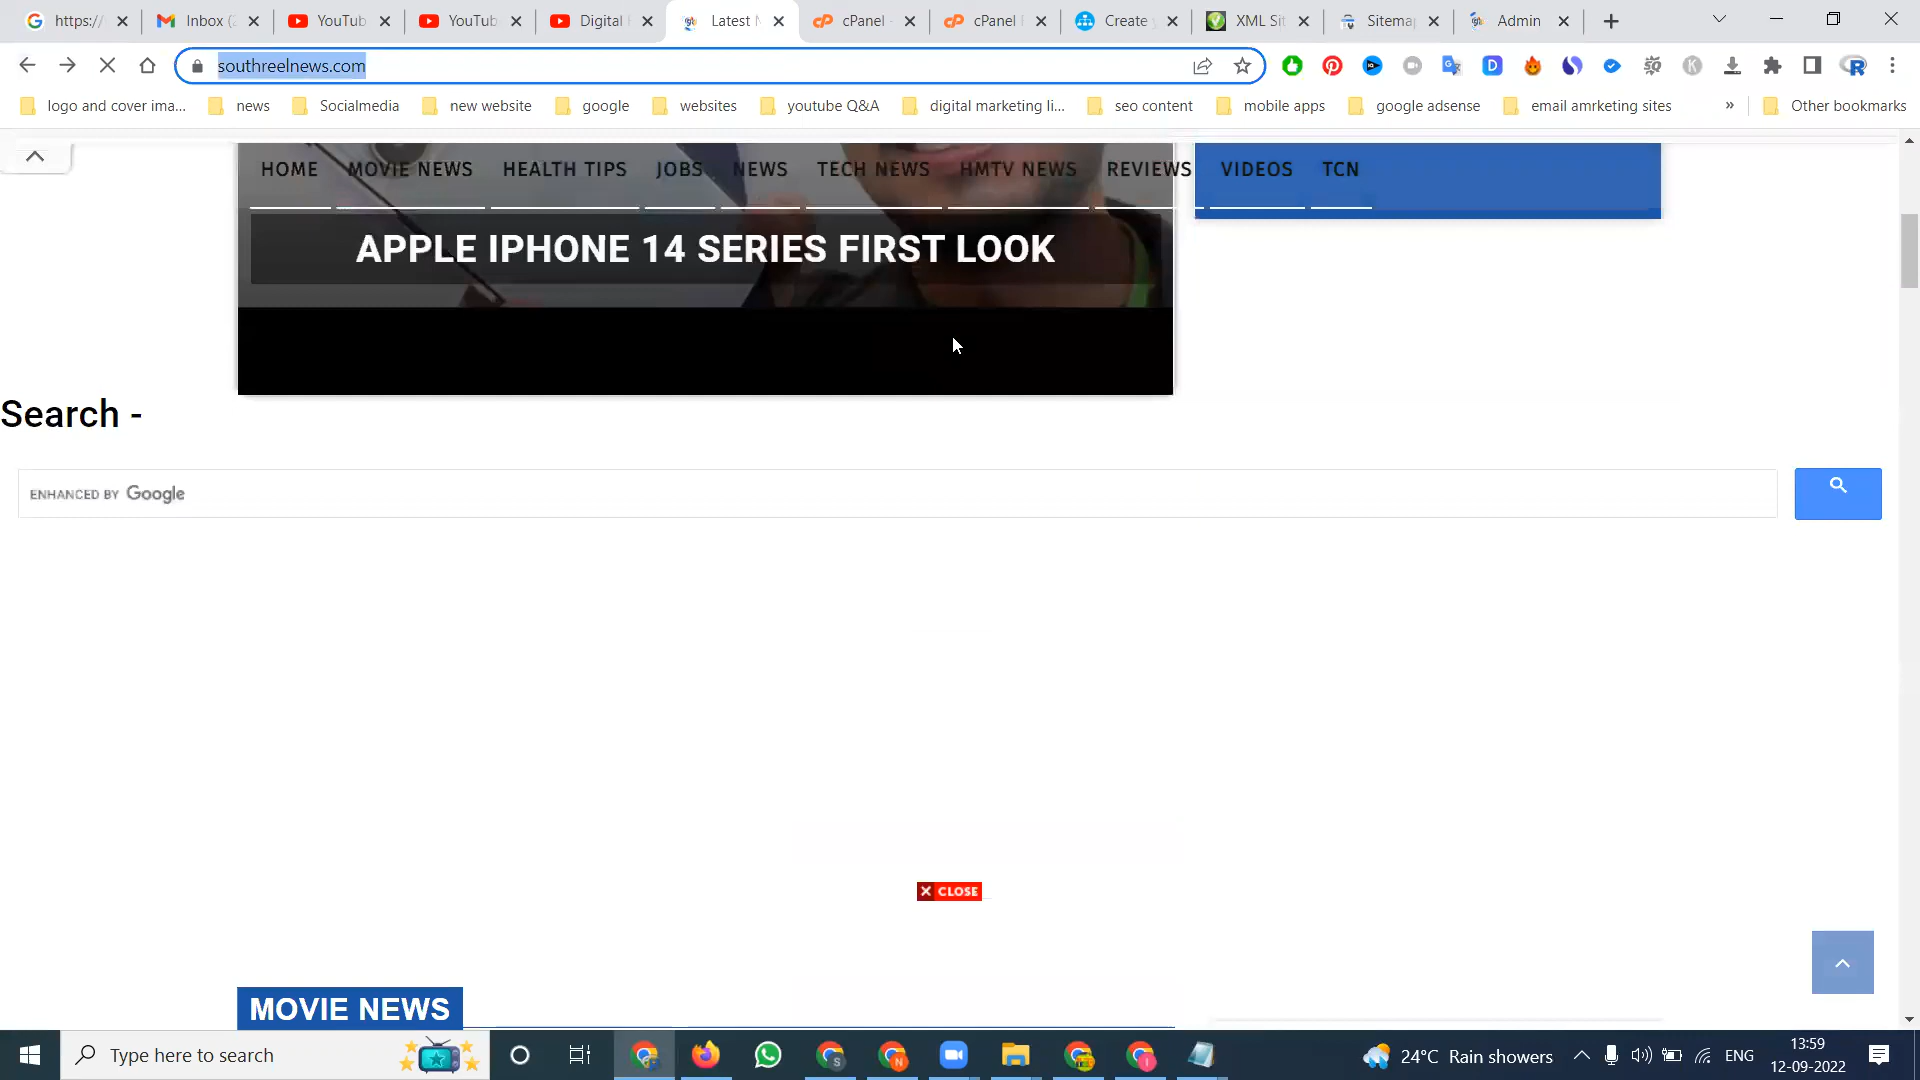 https:/
Inbox (
YouTub
YouTub
Digital
Latest
cPanel
cPanel
Create
XML Sit
Sitema
Admin
southreelnews.com
logo and cover ima...
news
Socialmedia
new website
google
websites
youtube Q&A
digital marketing li...
seo content
mobile apps
google adsense
email amrketing sites
»
Other bookmarks
HOME MOVIE NEWS HEALTH TIPS JOBS NEWS TECH NEWS HMTV NEWS REVIEWS VIDEOS TCN
APPLE IPHONE 14 SERIES FIRST LOOK
Search -
ENHANCED BY Google
CLOSE
MOVIE NEWS
Type here to search
24°C Rain showers
ENG
13:59
12-09-2022